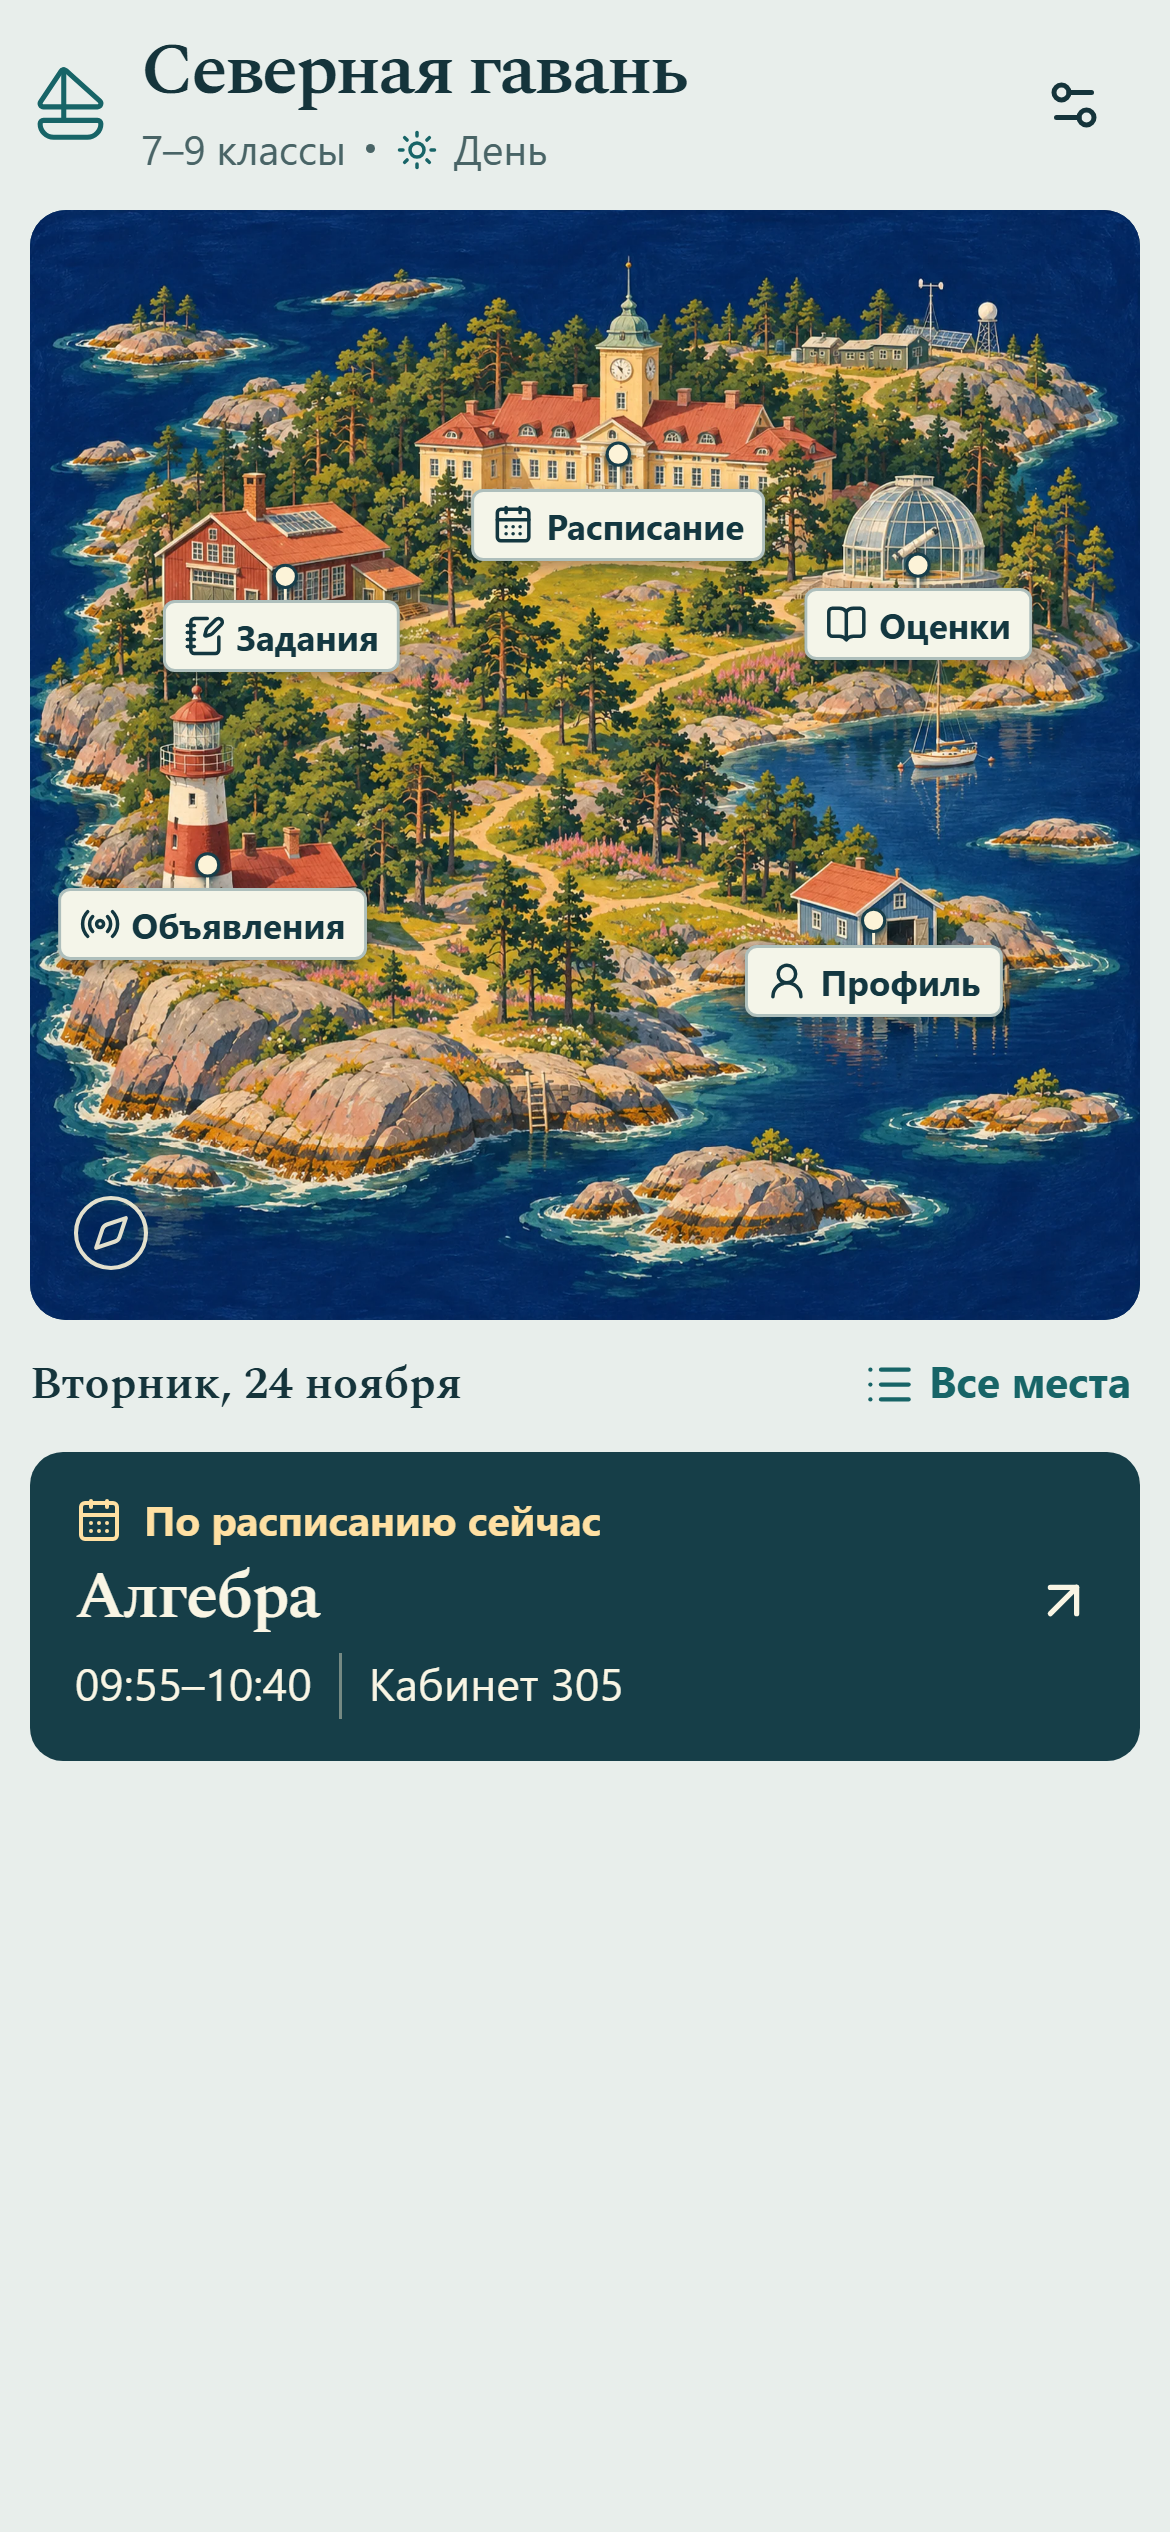 Северная гавань
7–9 классы • День
Расписание
Задания
Оценки
Объявления
Профиль
Вторник, 24 ноября
Все места
По расписанию сейчас
Алгебра
09:55–10:40 | Кабинет 305